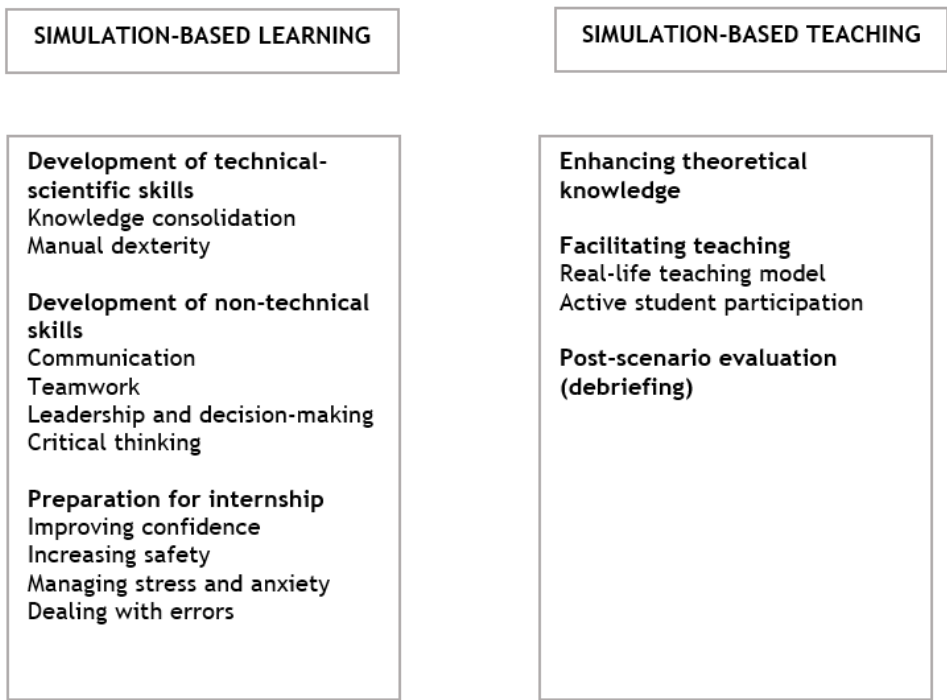 SIMULATION-BASED LEARNING
SIMULATION-BASED TEACHING
Development of technical-
scientific skills
Knowledge consolidation
Manual dexterity
Development of non-technical
skills
Communication
Teamwork
Leadership and decision-making
Critical thinking
Preparation for internship
Improving confidence
Increasing safety
Managing stress and anxiety
Dealing with errors
Enhancing theoretical
knowledge
Facilitating teaching
Real-life teaching model
Active student participation
Post-scenario evaluation
(debriefing)